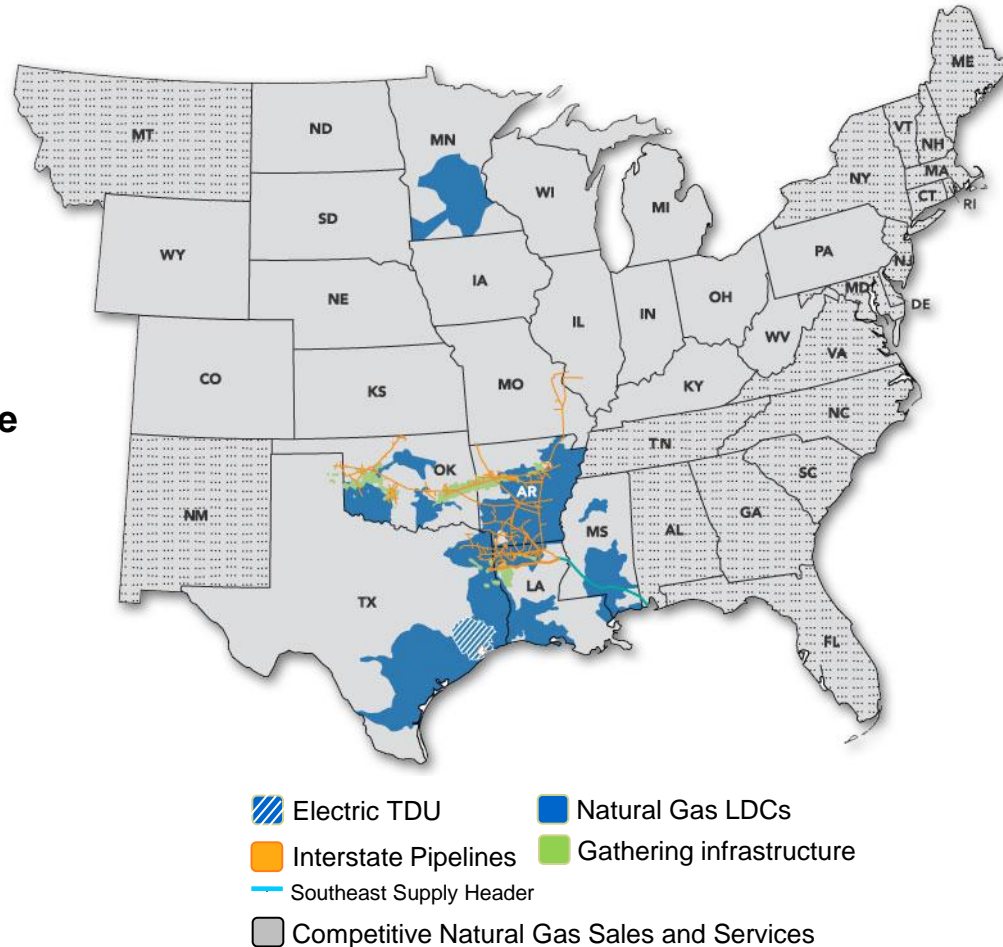 ME
VT
NH
MT
ND
MN
MA
NY
CT
RI
WI
SD
MI
WY
PA
NJ
IA
MD
DE
NE
OH
IN
IL
WV
VA
CO
KS
MO
KY
NC
e
TN
OK
SC
AR
NM
MS
AL
GA
LA
TX
FL
Electric TDU
Natural Gas LDCs
Interstate Pipelines
Gathering infrastructure
Southeast Supply Header
Competitive Natural Gas Sales and Services